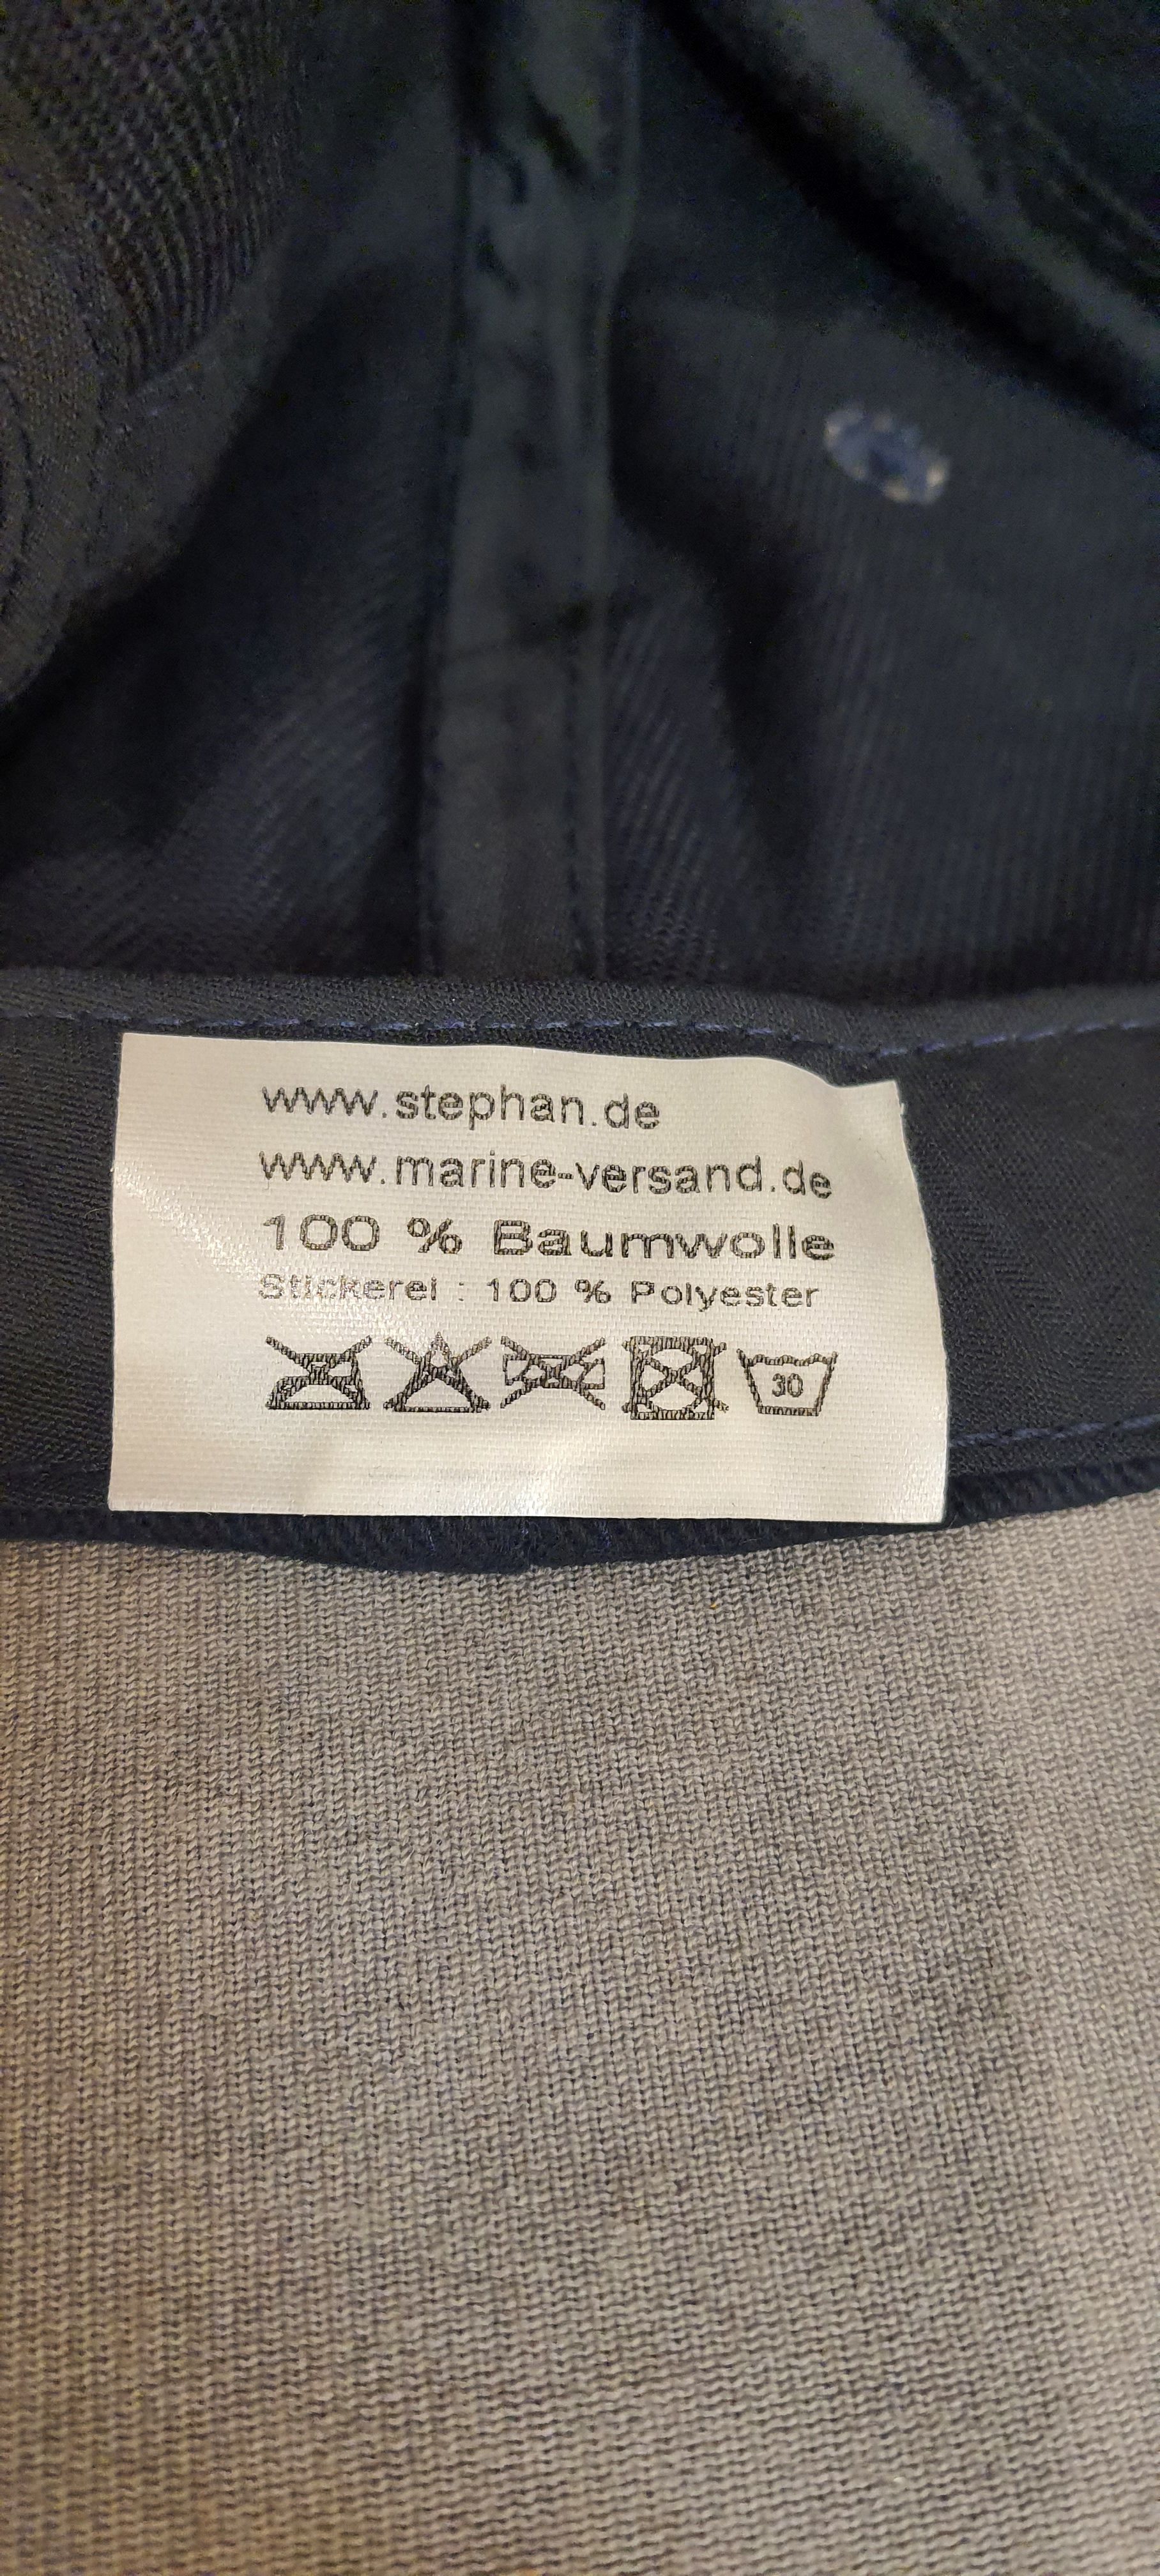 www.stephan.de
www.marine-versand.de
100 % Baumwolle
Stickerei : 100 % Polyester
30